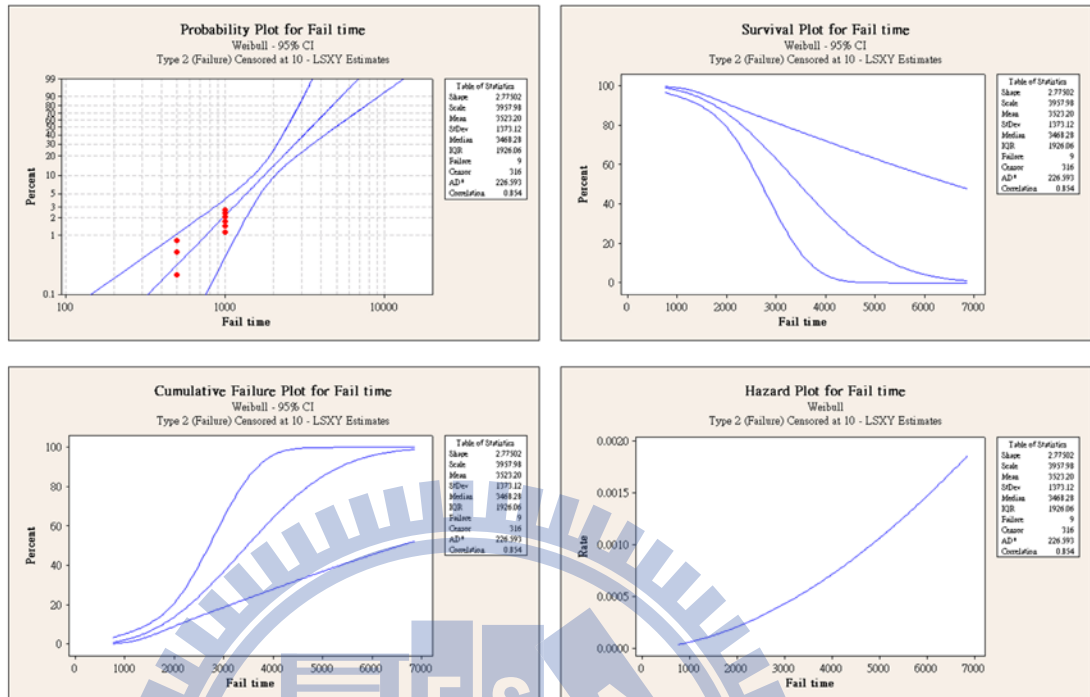 Probability Plot for Fail time
Weibull - 95% CI
Type 2 (Failure) Censored at 10 - LSXY Estimates
Percent
99
90
80
70
60
50
40
30
20
10
5
3
2
1
0.1
100
1000
10000
Fail time
Table of Statistics
Shape 2.77502
Scale 3957.98
Mean 3523.20
StDev 1373.12
Median 3468.28
IQR 1926.06
Failure 9
Censor 316
AD* 226.593
Correlation 0.854
Survival Plot for Fail time
Weibull - 95% CI
Type 2 (Failure) Censored at 10 - LSXY Estimates
Percent
100
80
60
40
20
0
0
1000
2000
3000
4000
5000
6000
7000
Fail time
Table of Statistics
Shape 2.77502
Scale 3957.98
Mean 3523.20
StDev 1373.12
Median 3468.28
IQR 1926.06
Failure 9
Censor 316
AD* 226.593
Correlation 0.854
Cumulative Failure Plot for Fail time
Weibull - 95% CI
Type 2 (Failure) Censored at 10 - LSXY Estimates
Percent
100
80
60
40
20
0
0
1000
2000
3000
4000
5000
6000
7000
Fail time
Table of Statistics
Shape 2.77502
Scale 3957.98
Mean 3523.20
StDev 1373.12
Median 3468.28
IQR 1926.06
Failure 9
Censor 316
AD* 226.593
Correlation 0.854
Hazard Plot for Fail time
Weibull
Type 2 (Failure) Censored at 10 - LSXY Estimates
Rate
0.0020
0.0015
0.0010
0.0005
0.0000
0
1000
2000
3000
4000
5000
6000
7000
Fail time
Table of Statistics
Shape 2.77502
Scale 3957.98
Mean 3523.20
StDev 1373.12
Median 3468.28
IQR 1926.06
Failure 9
Censor 316
AD* 226.593
Correlation 0.854